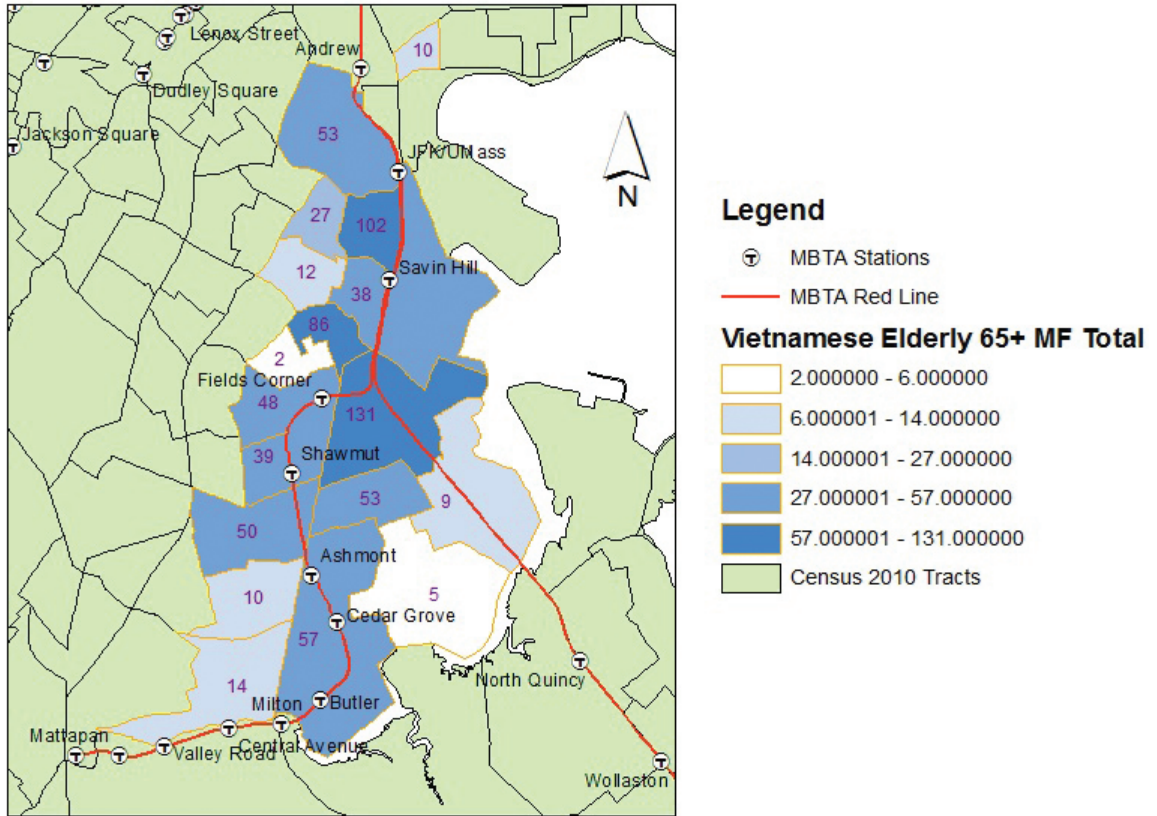 Lenox Street
Andrew
10
Dudley Square
Jackson Square
53
JFK/UMass
N
27
102
12
Savin Hill
38
86
2
Fields Corner
48
131
39
Shawmut
53
9
50
Ashmont
10
5
Cedar Grove
57
14
North Quincy
Milton
Butler
Mattapan
Central Avenue
Valley Road
Wollaston
Legend
MBTA Stations
MBTA Red Line
Vietnamese Elderly 65+ MF Total
2.000000 - 6.000000
6.000001 - 14.000000
14.000001 - 27.000000
27.000001 - 57.000000
57.000001 - 131.000000
Census 2010 Tracts